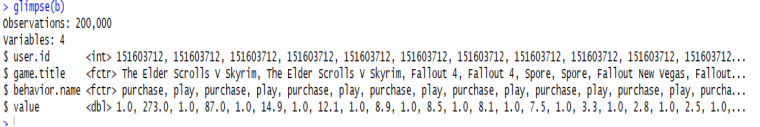 > glimpse(b)
Observations: 200,000
Variables: 4
$ user.id <int> 151603712, 151603712, 151603712, 151603712, 151603712, 151603712, 151603712, 151603712, 151603712, 151603712, 151603712...
$ game.title <fctr> The Elder Scrolls V Skyrim, The Elder Scrolls V Skyrim, Fallout 4, Fallout 4, Spore, Spore, Fallout New Vegas, Fallout...
$ behavior.name <fctr> purchase, play, purchase, play, purchase, play, purchase, play, purchase, play, purchase, play, purchase, play, purcha...
$ value <dbl> 1.0, 273.0, 1.0, 87.0, 1.0, 14.9, 1.0, 12.1, 1.0, 8.9, 1.0, 8.5, 1.0, 8.1, 1.0, 7.5, 1.0, 3.3, 1.0, 2.8, 1.0, 2.5, 1.0,...
>